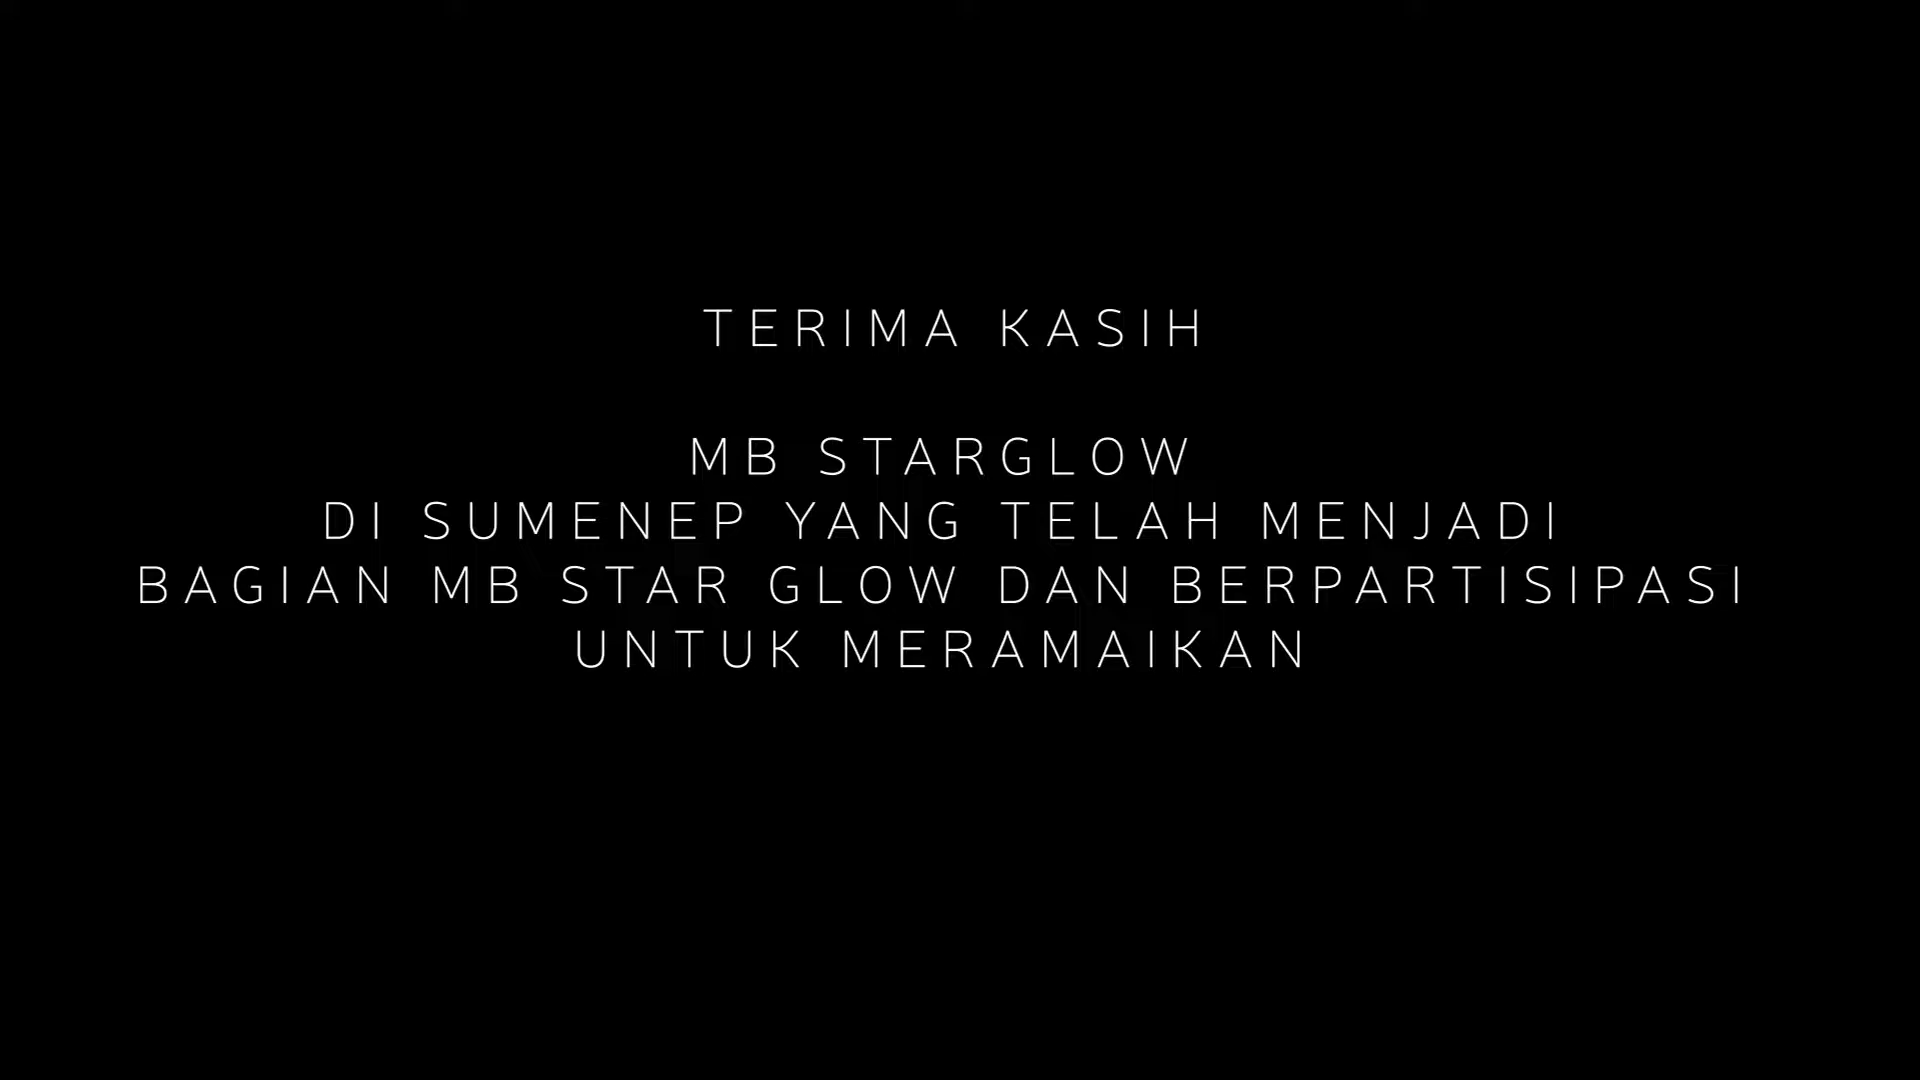 TERIMA KASIH
MB STARGLOW
DI SUMENEP YANG TELAH MENJADI
BAGIAN MB STAR GLOW DAN BERPARTISIPASI
UNTUK MERAMAIKAN